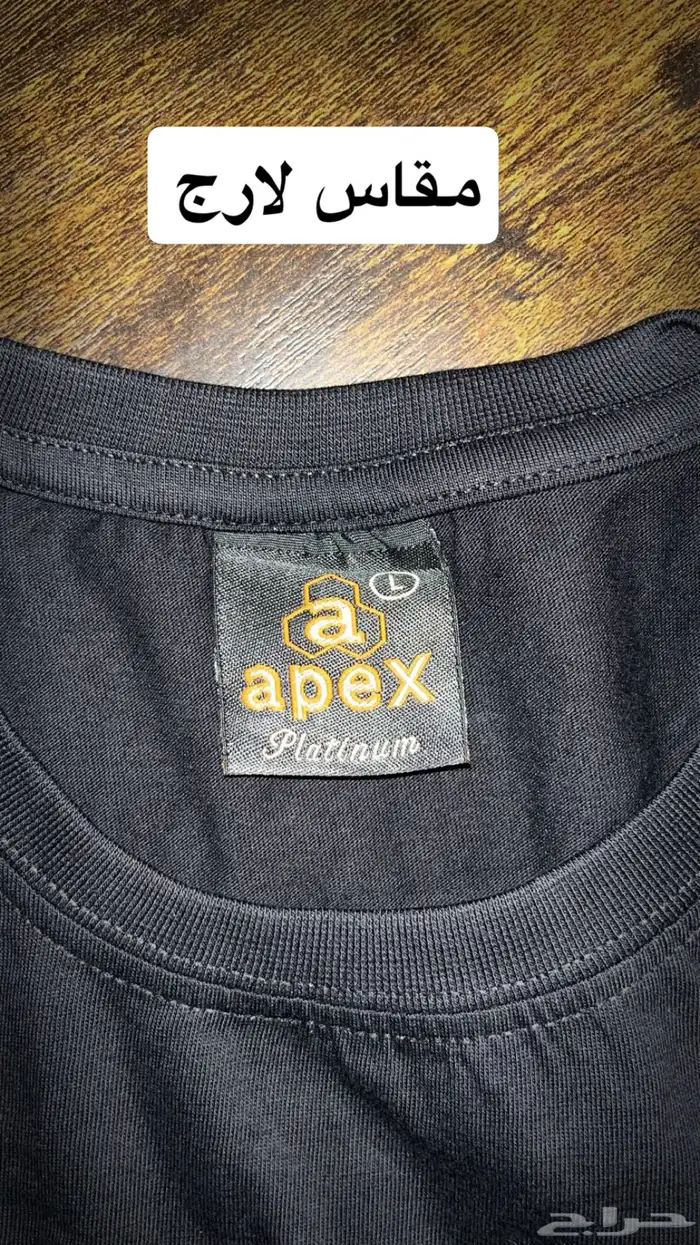 مقاس لارج
L
a
apex
Platinum
حراج